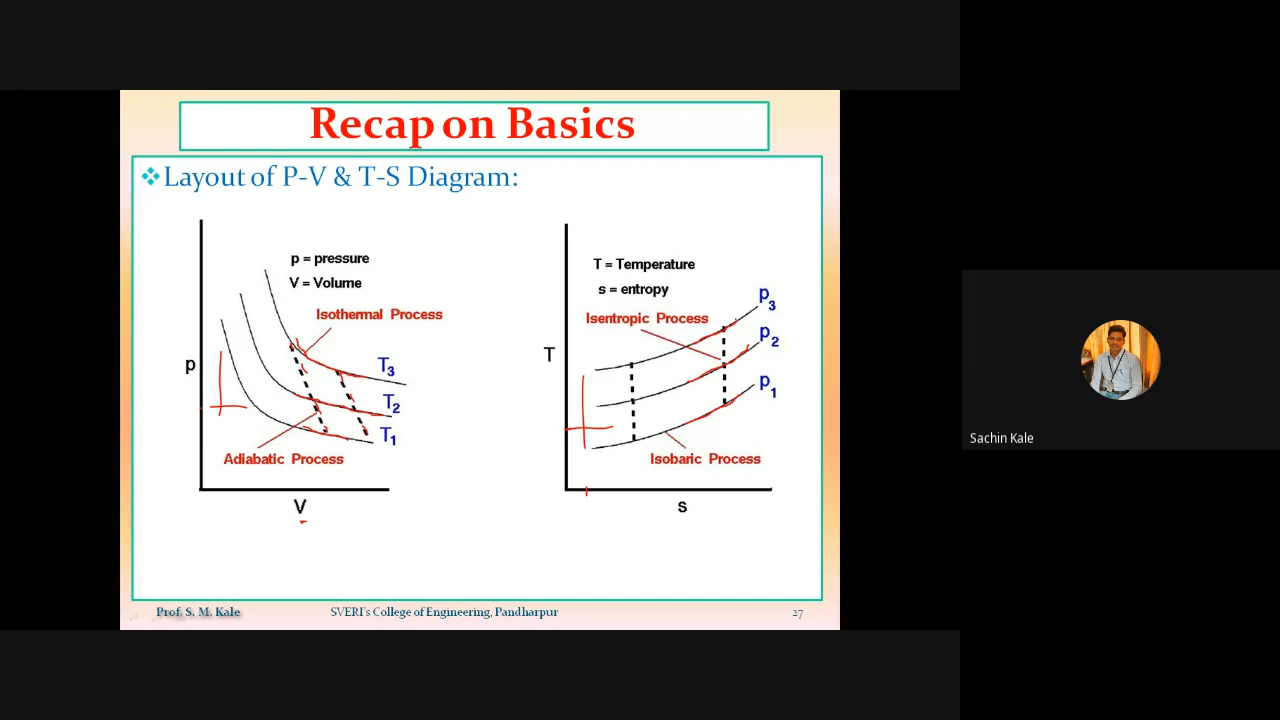 Recap on Basics
❖Layout of P-V & T-S Diagram:
p = pressure
V = Volume
Isothermal Process
p
T3
T2
T1
Adiabatic Process
V
T = Temperature
s = entropy
Isentropic Process
p3
p2
p1
T
Isobaric Process
s
Prof. S. M. Kale
SVERI's College of Engineering, Pandharpur
27
Sachin Kale